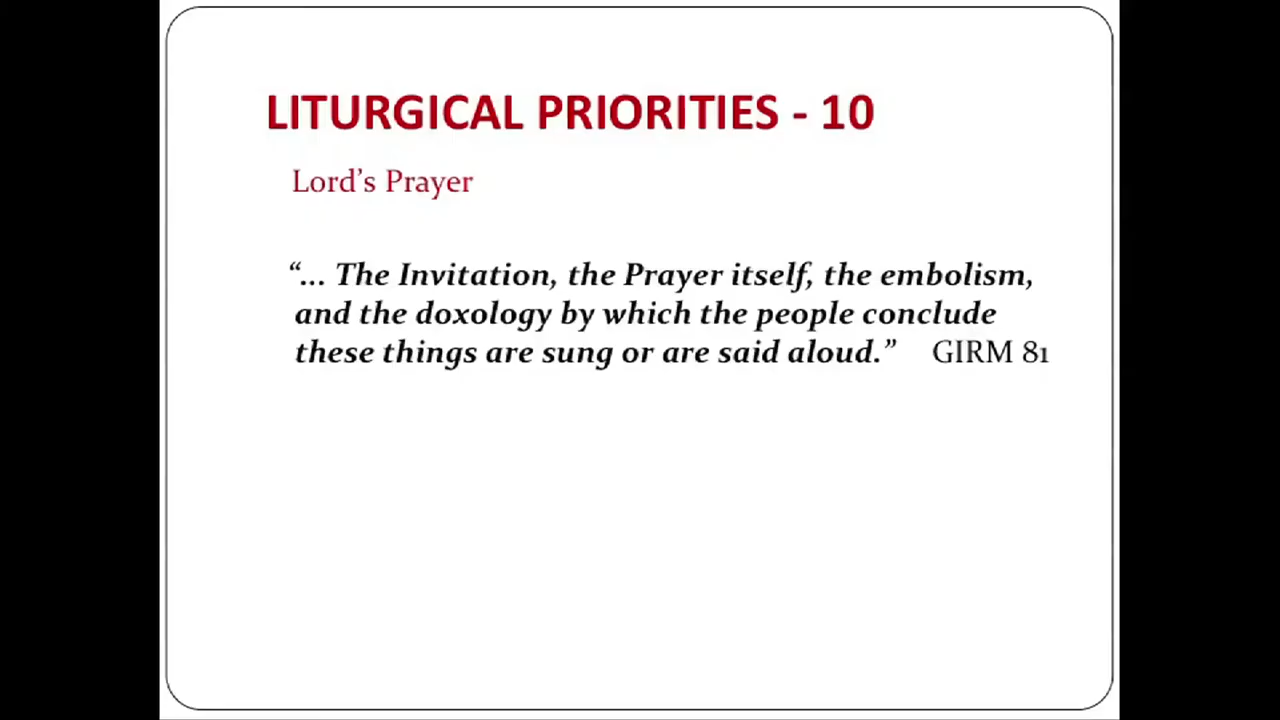 LITURGICAL PRIORITIES - 10
Lord’s Prayer
“... The Invitation, the Prayer itself, the embolism,
and the doxology by which the people conclude
these things are sung or are said aloud.” GIRM 81